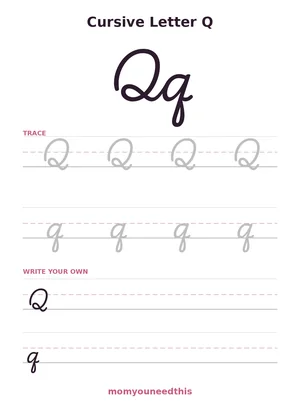 Cursive Letter Q
Qq
TRACE
Q Q Q Q
q q q q
WRITE YOUR OWN
Q
q
momyouneedthis